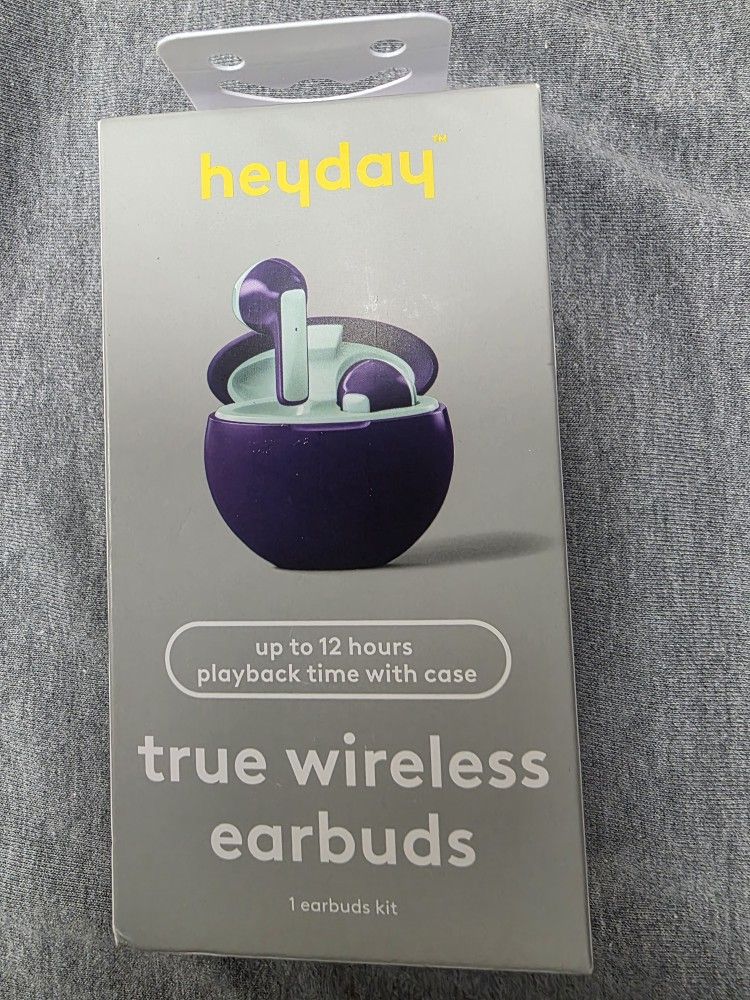 heyday™
up to 12 hours
playback time with case
true wireless
earbuds
1 earbuds kit